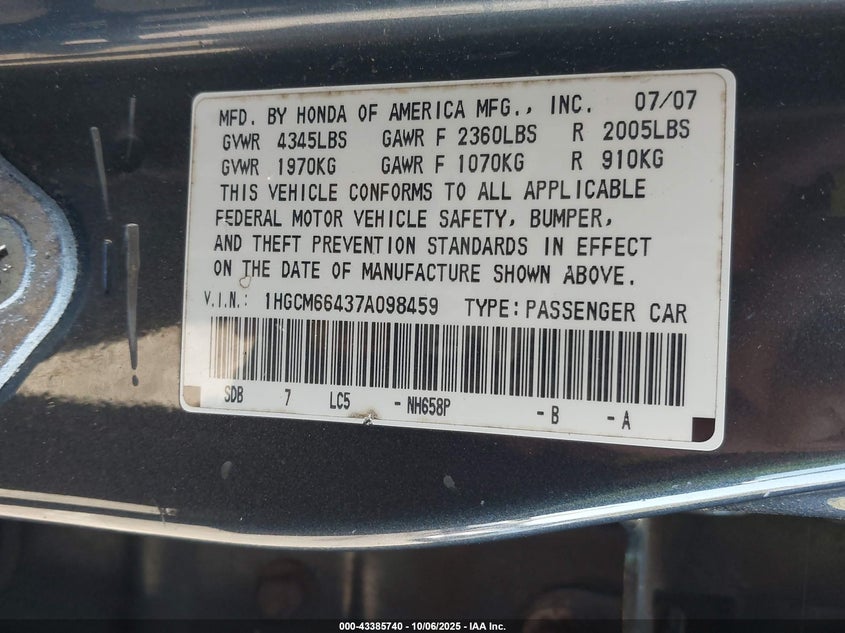 MFD. BY HONDA OF AMERICA MFG., INC. 07/07
GVWR 4345LBS GAWR F 2360LBS R 2005LBS
GVWR 1970KG GAWR F 1070KG R 910KG
THIS VEHICLE CONFORMS TO ALL APPLICABLE
FEDERAL MOTOR VEHICLE SAFETY, BUMPER,
AND THEFT PREVENTION STANDARDS IN EFFECT
ON THE DATE OF MANUFACTURE SHOWN ABOVE.
V.I.N.: 1HGCM66437A098459 TYPE: PASSENGER CAR
SDB 7 LC5 - NH658P - B - A
000-43385740 - 10/06/2025 - IAA Inc.